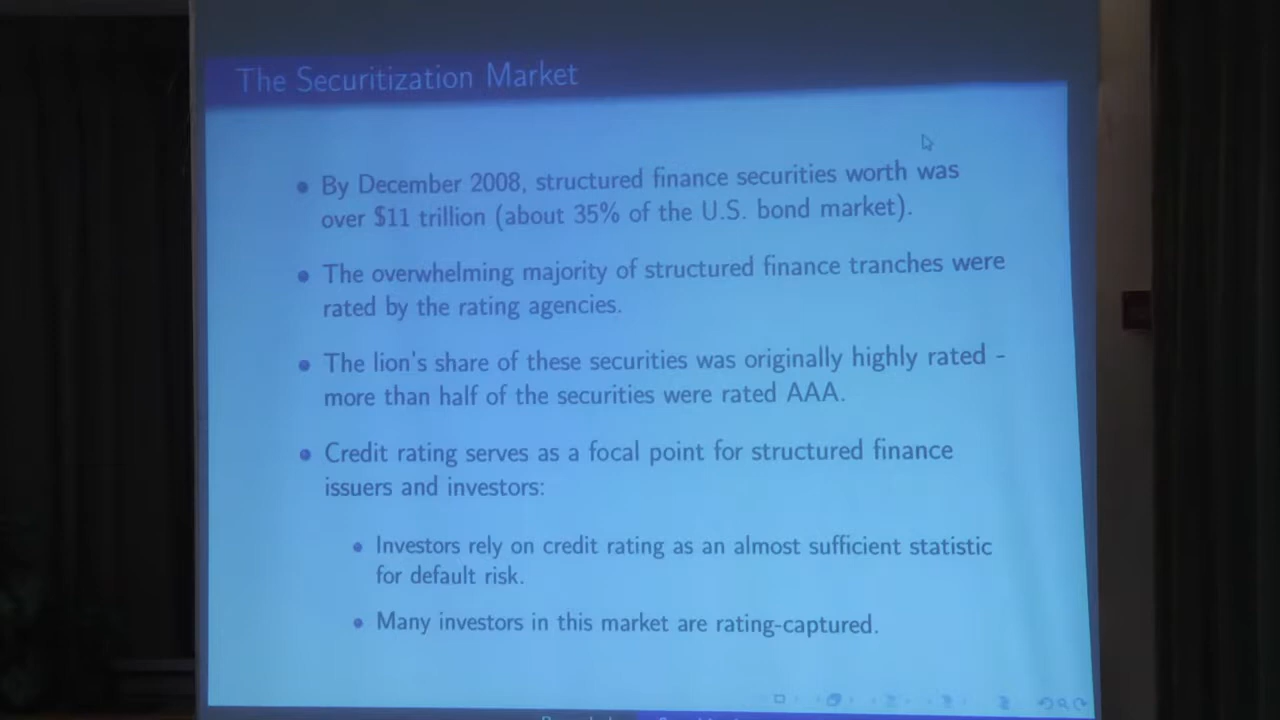 The Securitization Market
By December 2008, structured finance securities worth was
over $11 trillion (about 35% of the U.S. bond market).
The overwhelming majority of structured finance tranches were
rated by the rating agencies.
The lion's share of these securities was originally highly rated -
more than half of the securities were rated AAA.
Credit rating serves as a focal point for structured finance
issuers and investors:
Investors rely on credit rating as an almost sufficient statistic
for default risk.
Many investors in this market are rating-captured.